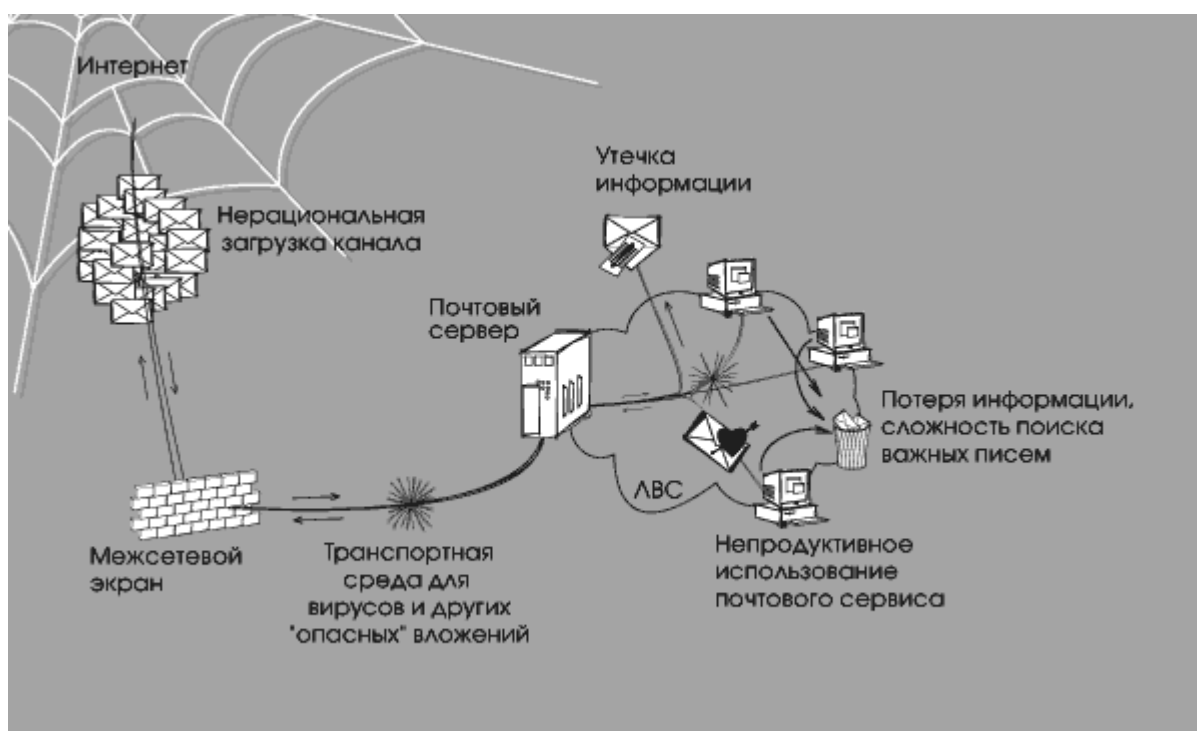 Интернет
Утечка
информации
Нерациональная
загрузка канала
Почтовый
сервер
Потеря информации,
сложность поиска
важных писем
ЛВС
Межсетевой
экран
Транспортная
среда для
вирусов и других
"опасных" вложений
Непродуктивное
использование
почтового сервиса